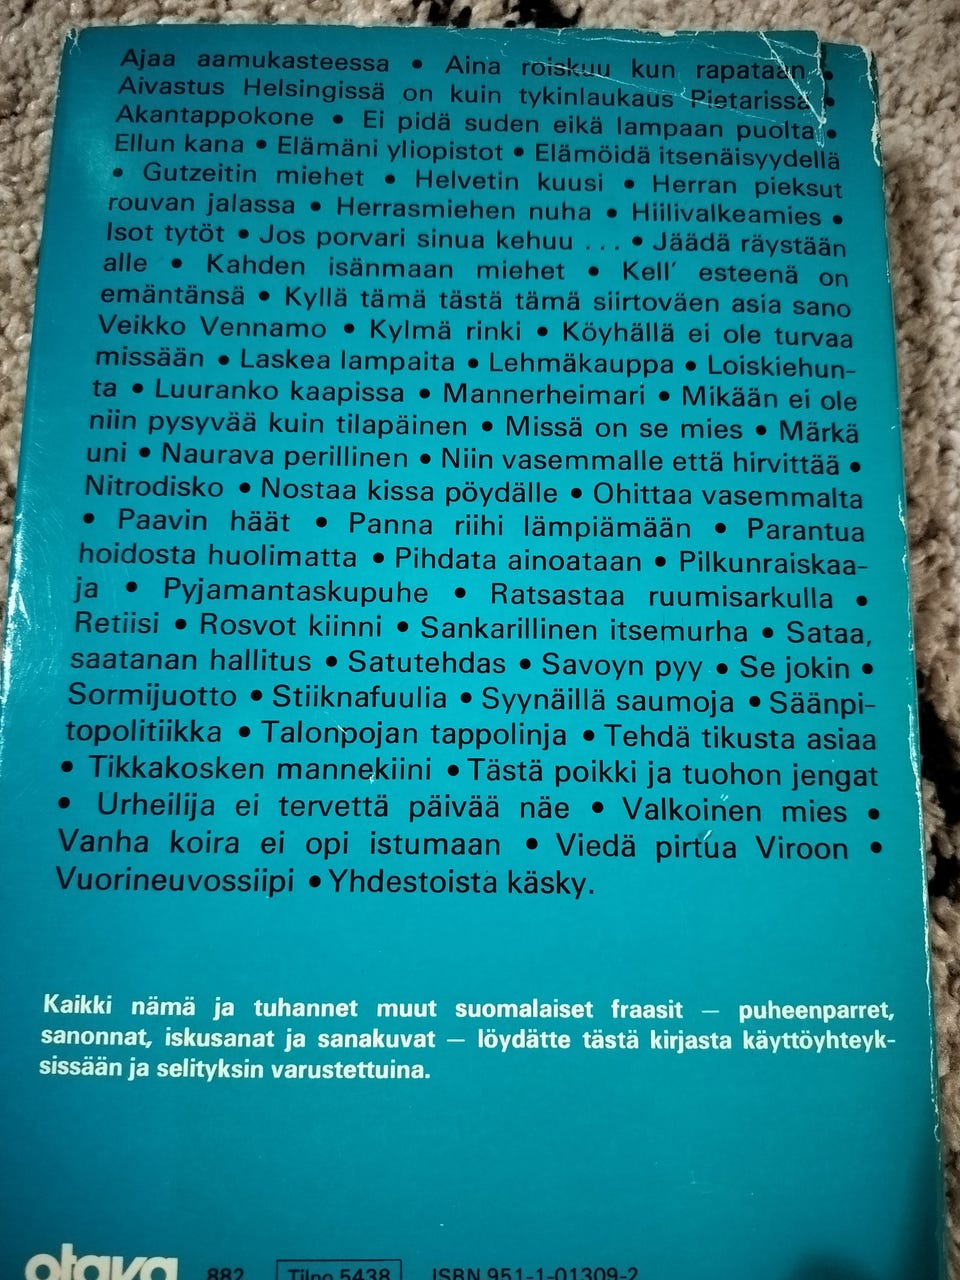 Ajaa aamukasteessa • Aina roiskuu kun rapataan •
Aivastus Helsingissä on kuin tykinlaukaus Pietarissa •
Akantappokone • Ei pidä suden eikä lampaan puolta •
Ellun kana • Elämäni yliopistot • Elämöidä itsenäisyydellä
• Gutzeitin miehet • Helvetin kuusi • Herran pieksut
rouvan jalassa • Herrasmiehen nuha • Hiilivalkeamies •
Isot tytöt • Jos porvari sinua kehuu ... • Jäädä räystään
alle • Kahden isänmaan miehet • Kell' esteenä on
emäntänsä • Kyllä tämä tästä tämä siirtoväen asia sano
Veikko Vennamo • Kylmä rinki • Köyhällä ei ole turvaa
missään • Laskea lampaita • Lehmäkauppa • Loiskiehun-
ta • Luuranko kaapissa • Mannerheimari • Mikään ei ole
niin pysyvää kuin tilapäinen • Missä on se mies • Märkä
uni • Naurava perillinen • Niin vasemmalle että hirvittää •
Nitrodisko • Nostaa kissa pöydälle • Ohittaa vasemmalta
• Paavin häät • Panna riihi lämpiämään • Parantua
hoidosta huolimatta • Pihdata ainoataan • Pilkunraiskaa-
ja • Pyjamantaskupuhe • Ratsastaa ruumisarkulla •
Retiisi • Rosvot kiinni • Sankarillinen itsemurha • Sataa,
saatanan hallitus • Satutehdas • Savoyn pyy • Se jokin •
Sormijuotto • Stiiknafuulia • Syynäillä saumoja • Säänpi-
topolitiikka • Talonpojan tappolinja • Tehdä tikusta asiaa
• Tikkakosken mannekiini • Tästä poikki ja tuohon jengat
• Urheilija ei tervettä päivää näe • Valkoinen mies •
Vanha koira ei opi istumaan • Viedä pirtua Viroon •
Vuorineuvossiipi • Yhdestoista käsky.
Kaikki nämä ja tuhannet muut suomalaiset fraasit — puheenparret,
sanonnat, iskusanat ja sanakuvat — löydätte tästä kirjasta käyttöyhteyk-
sissään ja selityksin varustettuina.
otava 882 Tilno 5438 ISBN 951-1-01309-2